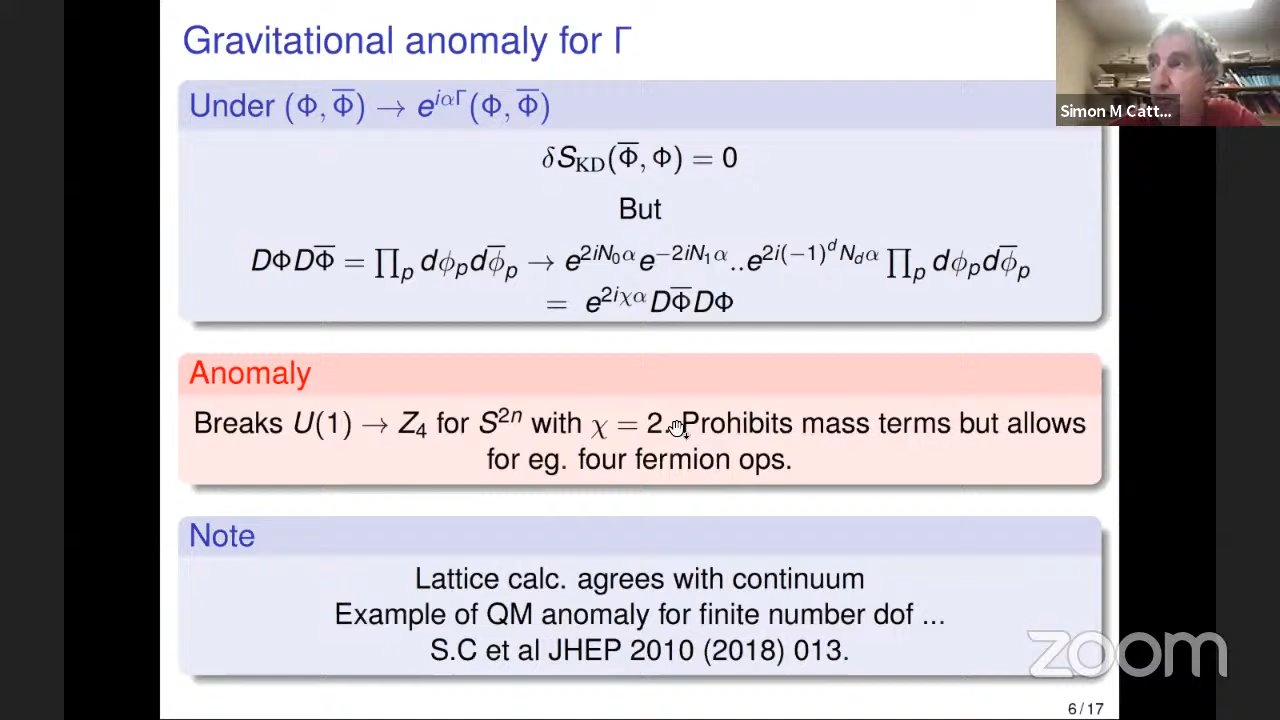 Gravitational anomaly for Γ
Under (Φ, Φ̅) → e^{iαΓ}(Φ, Φ̅)
δS_{KD}(Φ̅, Φ) = 0
But
DΦDΦ̅ = ∏_p dϕ_p dϕ̅_p → e^{2iN_0α}e^{−2iN_1α}..e^{2i(−1)^d N_dα} ∏_p dϕ_p dϕ̅_p
= e^{2iχα}DΦ̅DΦ
Anomaly
Breaks U(1) → Z_4 for S^{2n} with χ = 2. Prohibits mass terms but allows
for eg. four fermion ops.
Note
Lattice calc. agrees with continuum
Example of QM anomaly for finite number dof ...
S.C et al JHEP 2010 (2018) 013.
6 / 17
Simon M Catt...
zoom